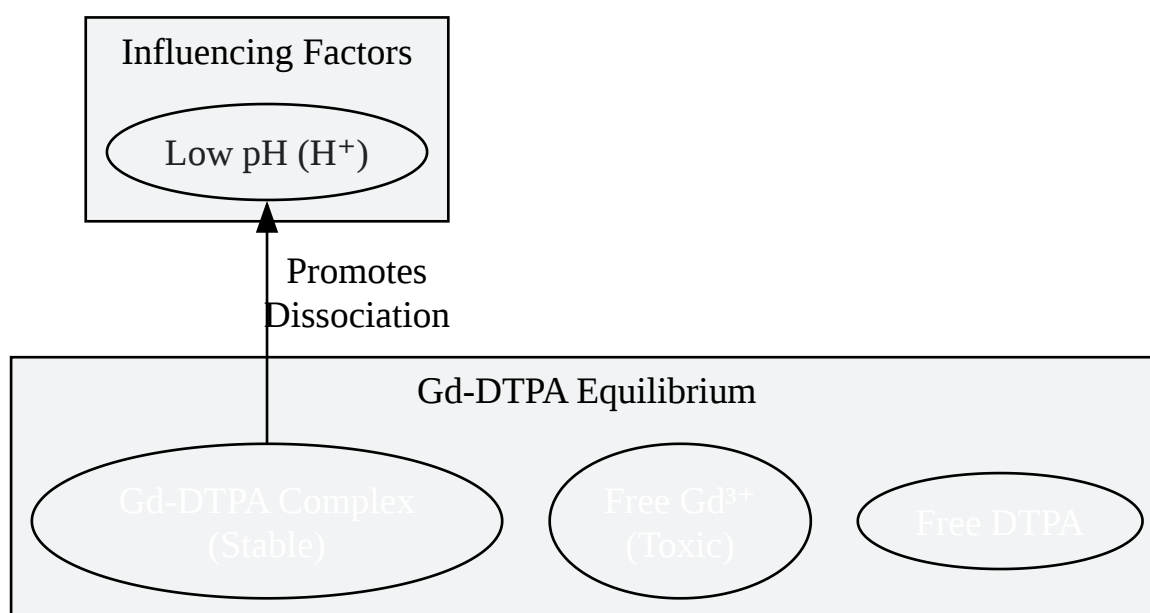 Influencing Factors
Low pH (H⁺)
Promotes
Dissociation
Gd-DTPA Equilibrium
Gd-DTPA Complex
(Stable)
Free Gd³⁺
(Toxic)
Free DTPA